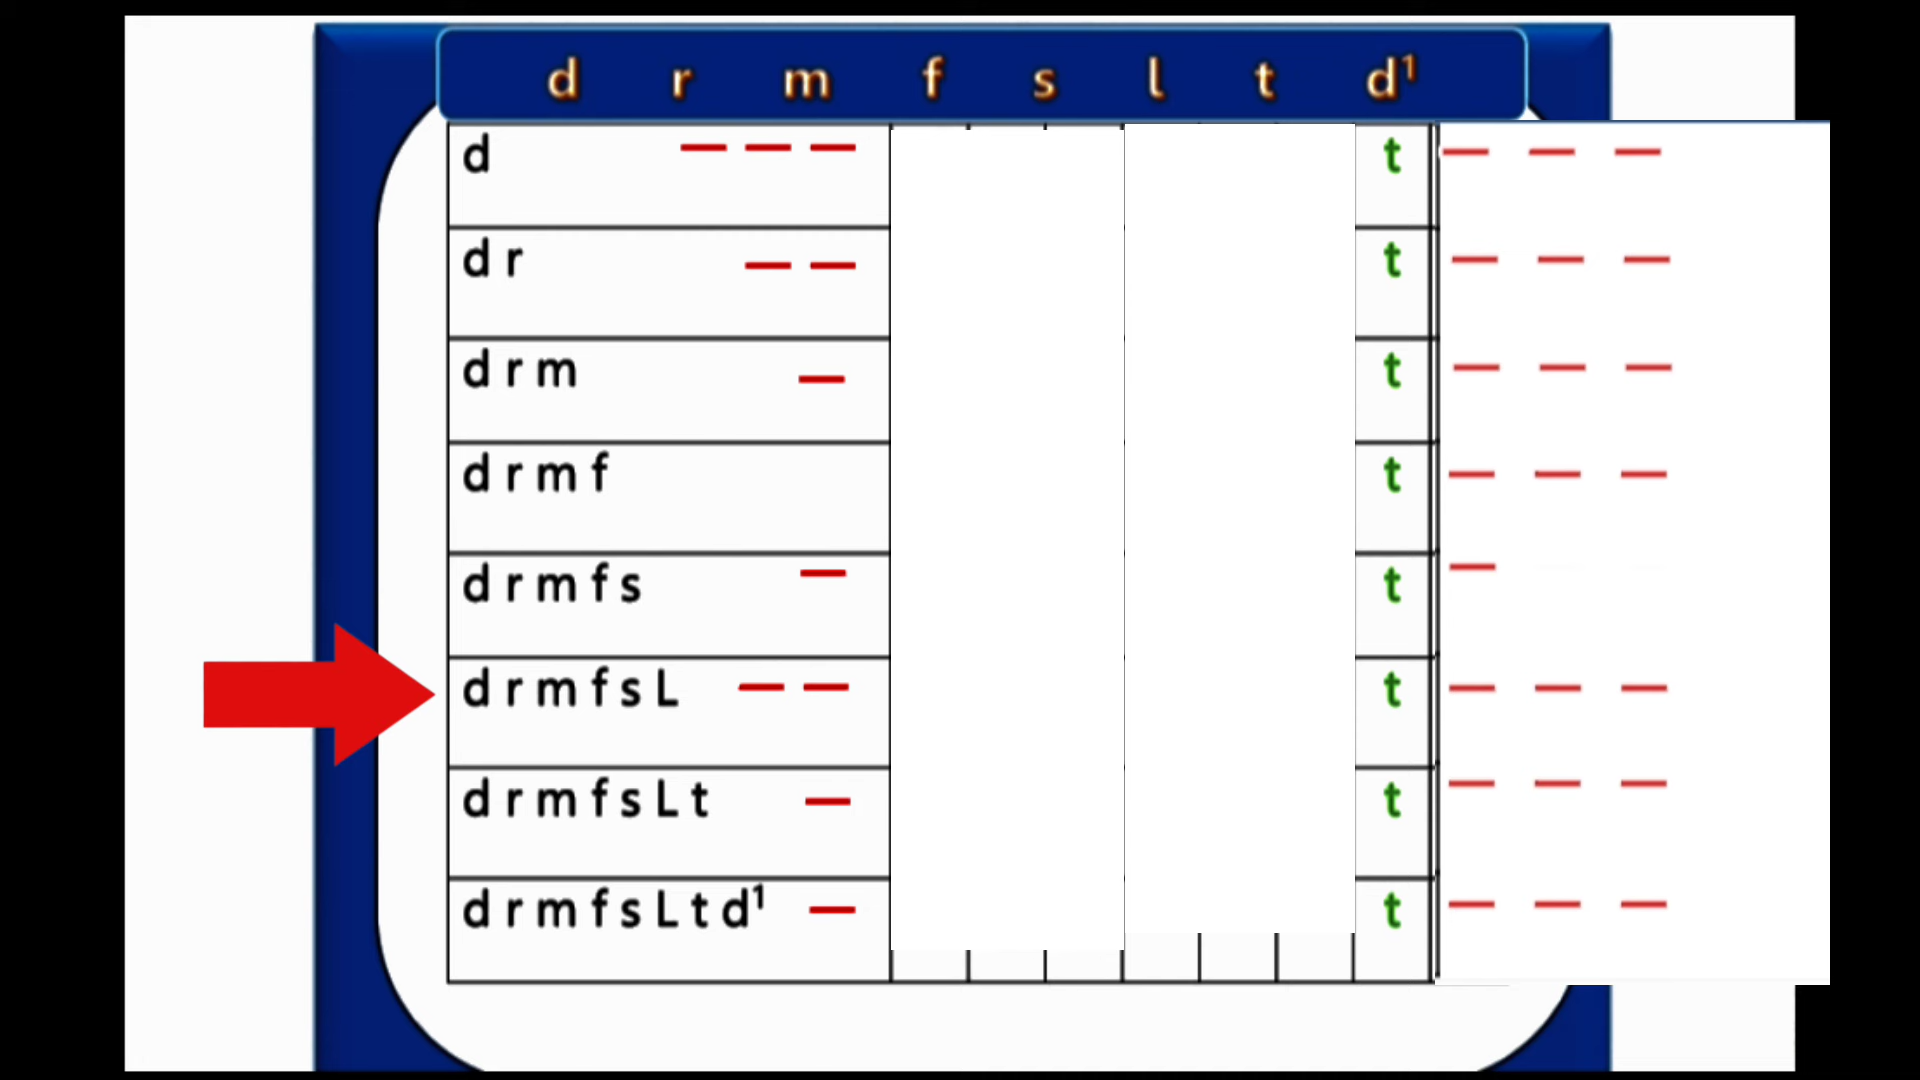 d r m f s l t d¹
d — — — t — — —
d r — — t — — —
d r m — t — — —
d r m f t — — —
d r m f s — t —
d r m f s L — — t — — —
d r m f s L t — t — — —
d r m f s L t d¹ — t — — —